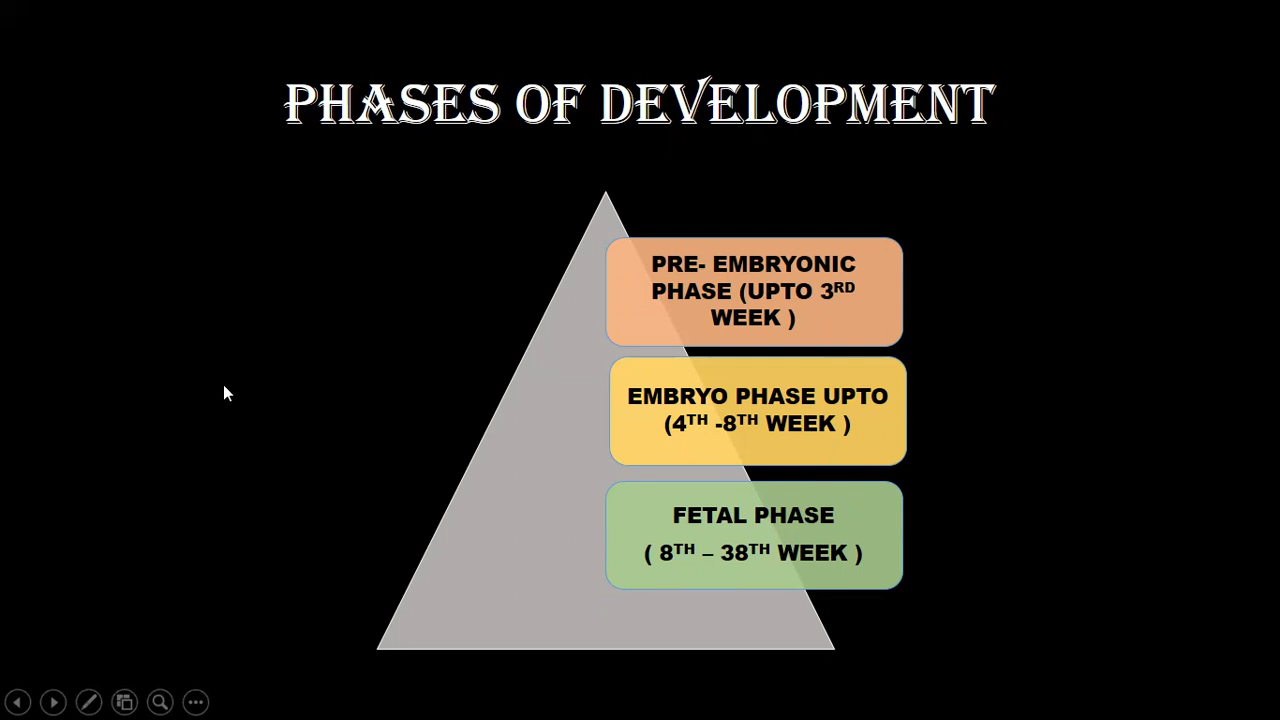 PHASES OF DEVELOPMENT
PRE- EMBRYONIC
PHASE (UPTO 3RD
WEEK )
EMBRYO PHASE UPTO
(4TH -8TH WEEK )
FETAL PHASE
( 8TH – 38TH WEEK )